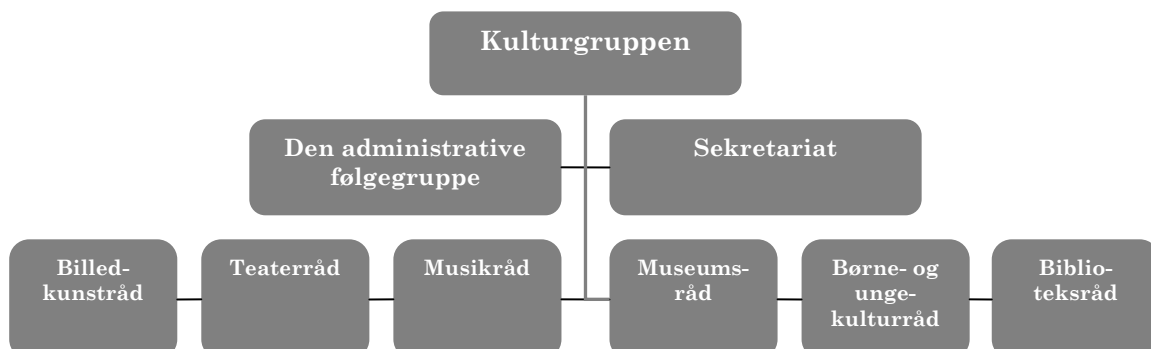 Kulturgruppen
Den administrative
følgegruppe
Sekretariat
Billed-
kunstråd
Teaterråd
Musikråd
Museums-
råd
Børne- og
unge-
kulturråd
Biblio-
teksråd